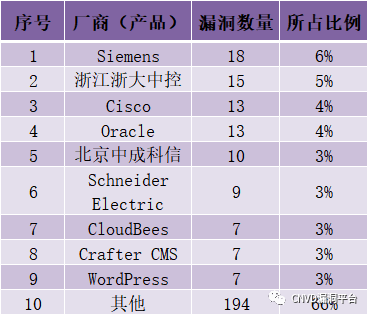 序号 厂商（产品） 漏洞数量 所占比例
1 Siemens 18 6%
2 浙江浙大中控 15 5%
3 Cisco 13 4%
4 Oracle 13 4%
5 北京中成科信 10 3%
6 Schneider Electric 9 3%
7 CloudBees 7 3%
8 Crafter CMS 7 3%
9 WordPress 7 3%
10 其他 194 66%
CNVD漏洞平台